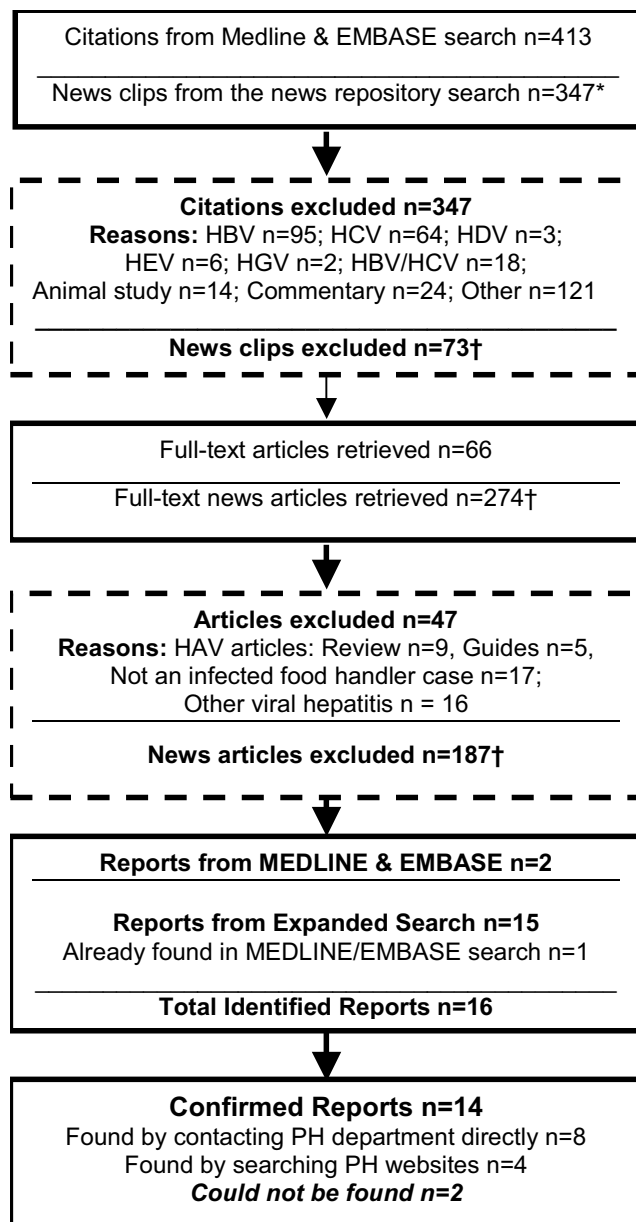 Citations from Medline & EMBASE search n=413
News clips from the news repository search n=347*
Citations excluded n=347
Reasons: HBV n=95; HCV n=64; HDV n=3;
HEV n=6; HGV n=2; HBV/HCV n=18;
Animal study n=14; Commentary n=24; Other n=121
News clips excluded n=73†
Full-text articles retrieved n=66
Full-text news articles retrieved n=274†
Articles excluded n=47
Reasons: HAV articles: Review n=9, Guides n=5,
Not an infected food handler case n=17;
Other viral hepatitis n = 16
News articles excluded n=187†
Reports from MEDLINE & EMBASE n=2
Reports from Expanded Search n=15
Already found in MEDLINE/EMBASE search n=1
Total Identified Reports n=16
Confirmed Reports n=14
Found by contacting PH department directly n=8
Found by searching PH websites n=4
Could not be found n=2